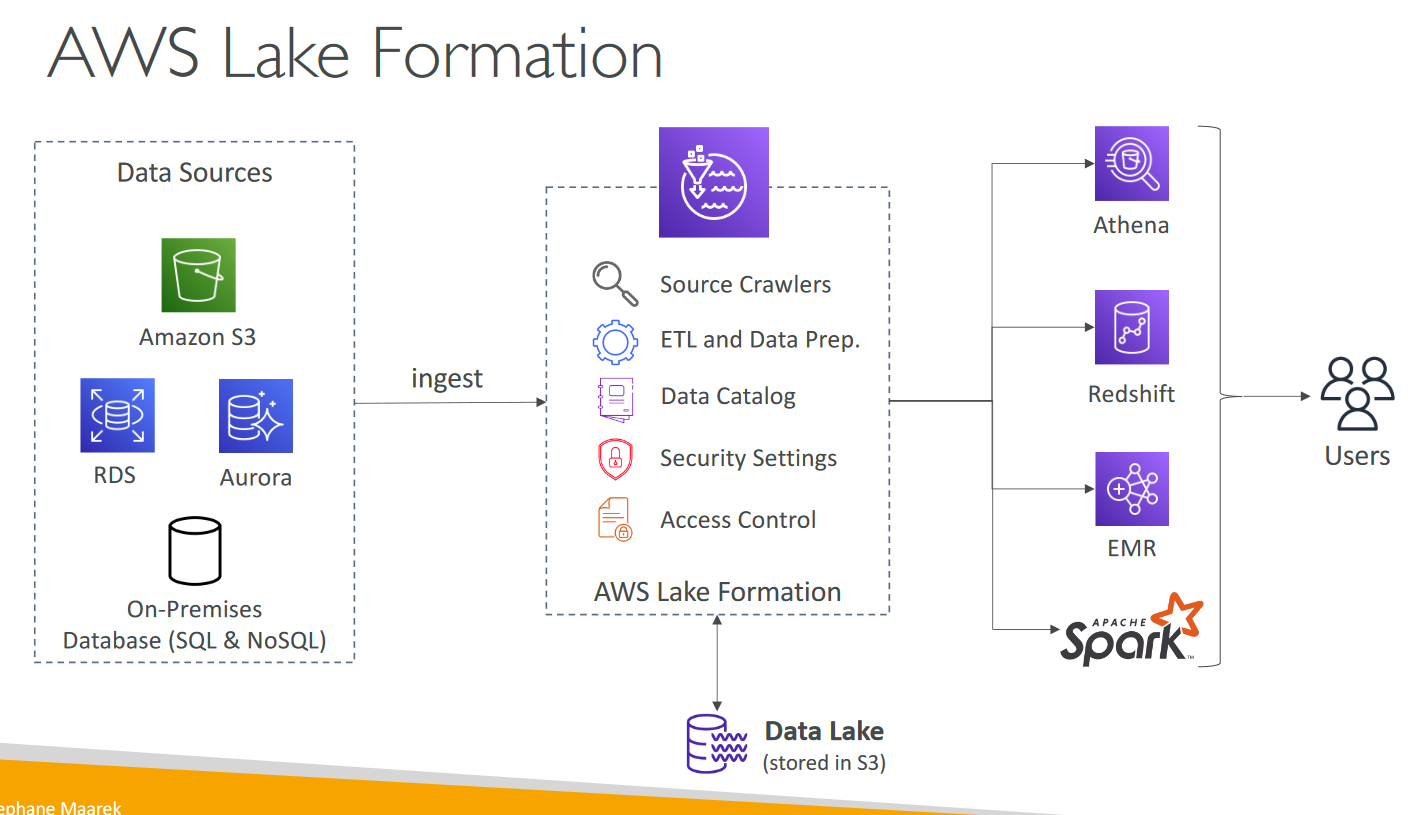 AWS Lake Formation
Data Sources
Amazon S3
RDS
Aurora
On-Premises
Database (SQL & NoSQL)
ingest
Source Crawlers
ETL and Data Prep.
Data Catalog
Security Settings
Access Control
AWS Lake Formation
Data Lake
(stored in S3)
Athena
Redshift
EMR
APACHE
Spark™
Users
ephane Maarek